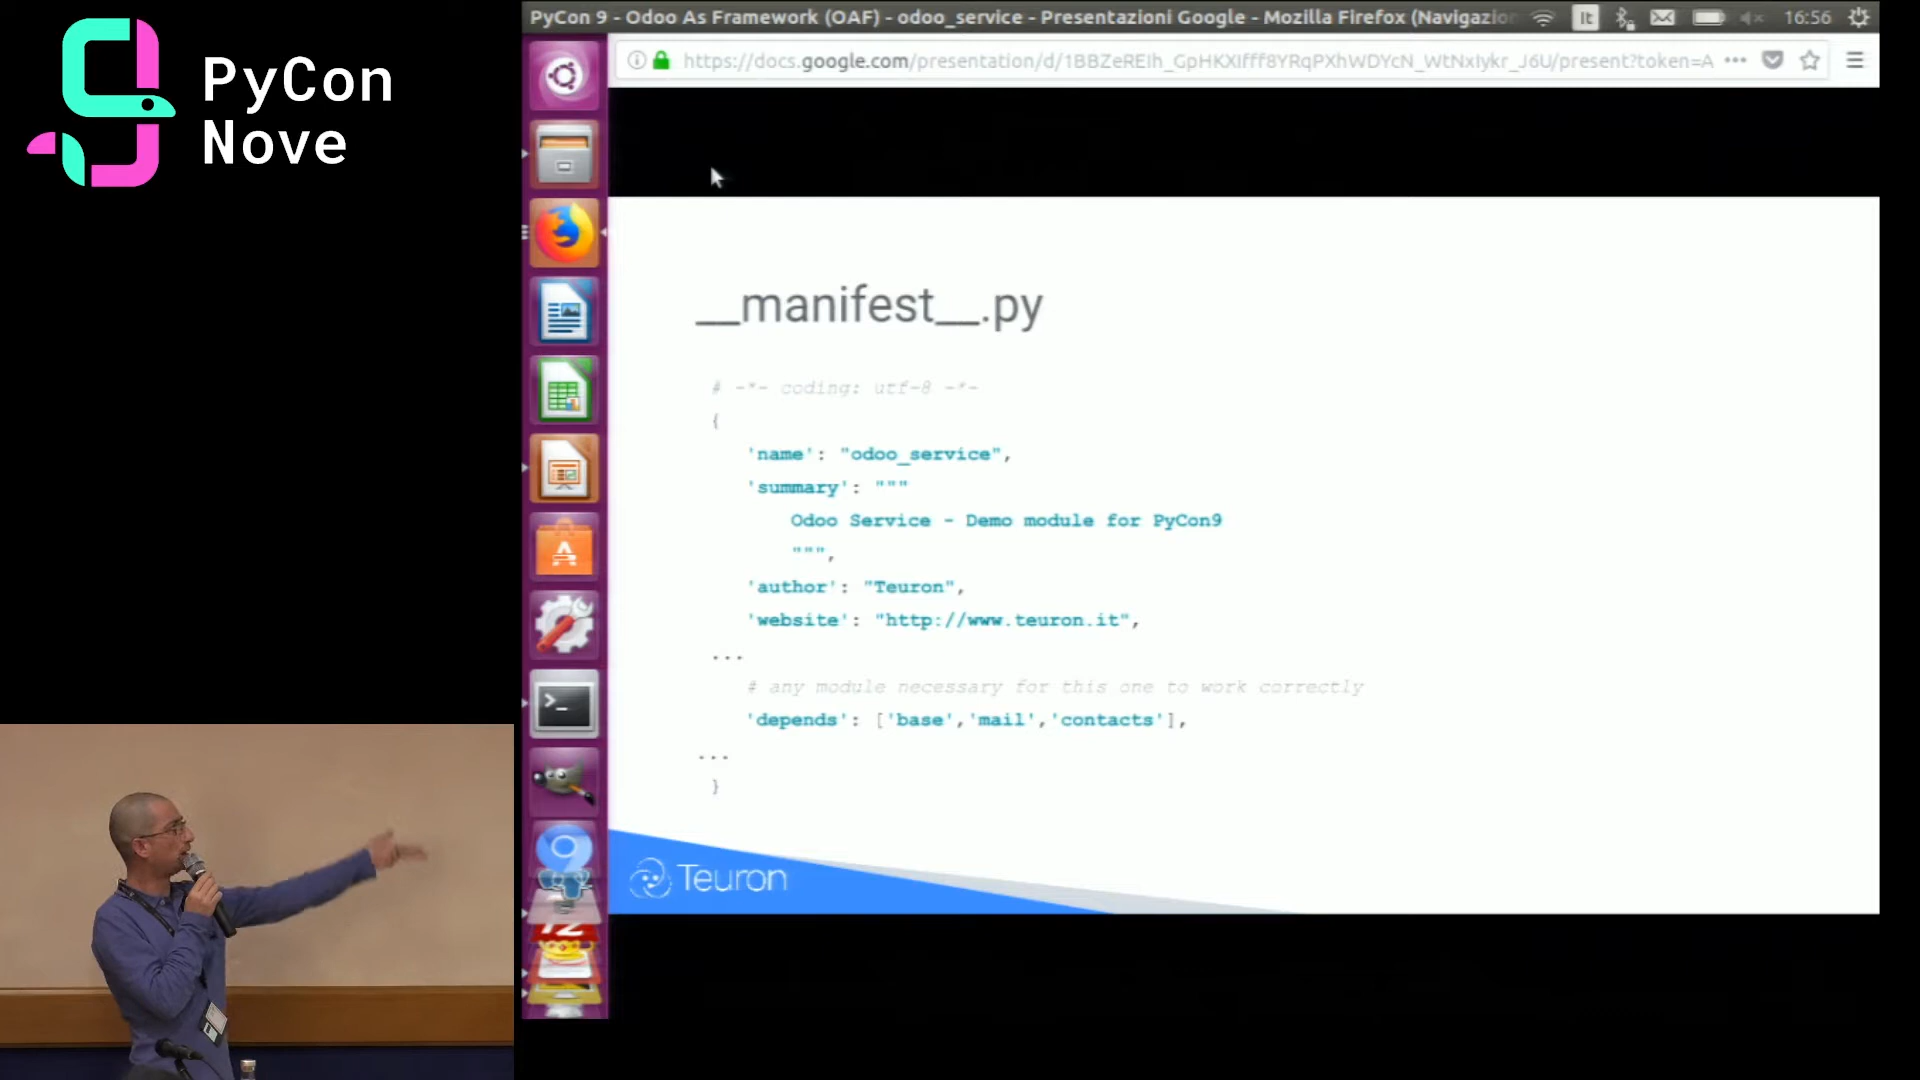 PyCon
Nove
PyCon 9 - Odoo As Framework (OAF) - odoo_service - Presentazioni Google - Mozilla Firefox (Navigazio
It
16:56
https://docs.google.com/presentation/d/1BBZeREIh_GpHKXIfff8YRqPXhWDYcN_WtNxIykr_J6U/present?token=A
__manifest__.py
# -*- coding: utf-8 -*-
{
'name': "odoo_service",
'summary': """
Odoo Service - Demo module for PyCon9
""",
'author': "Teuron",
'website': "http://www.teuron.it",
...
# any module necessary for this one to work correctly
'depends': ['base','mail','contacts'],
...
}
Teuron